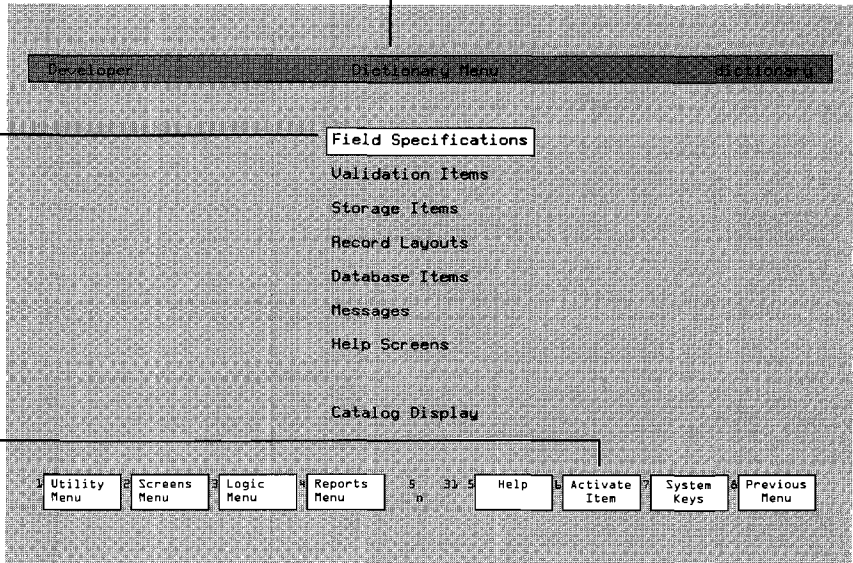 Developer Dictionary Menu dictionary
Field Specifications
Validation Items
Storage Items
Record Layouts
Database Items
Messages
Help Screens
Catalog Display
1 Utility Menu 2 Screens Menu 3 Logic Menu 4 Reports Menu 5 n 31 5 Help 6 Activate Item 7 System Keys 8 Previous Menu